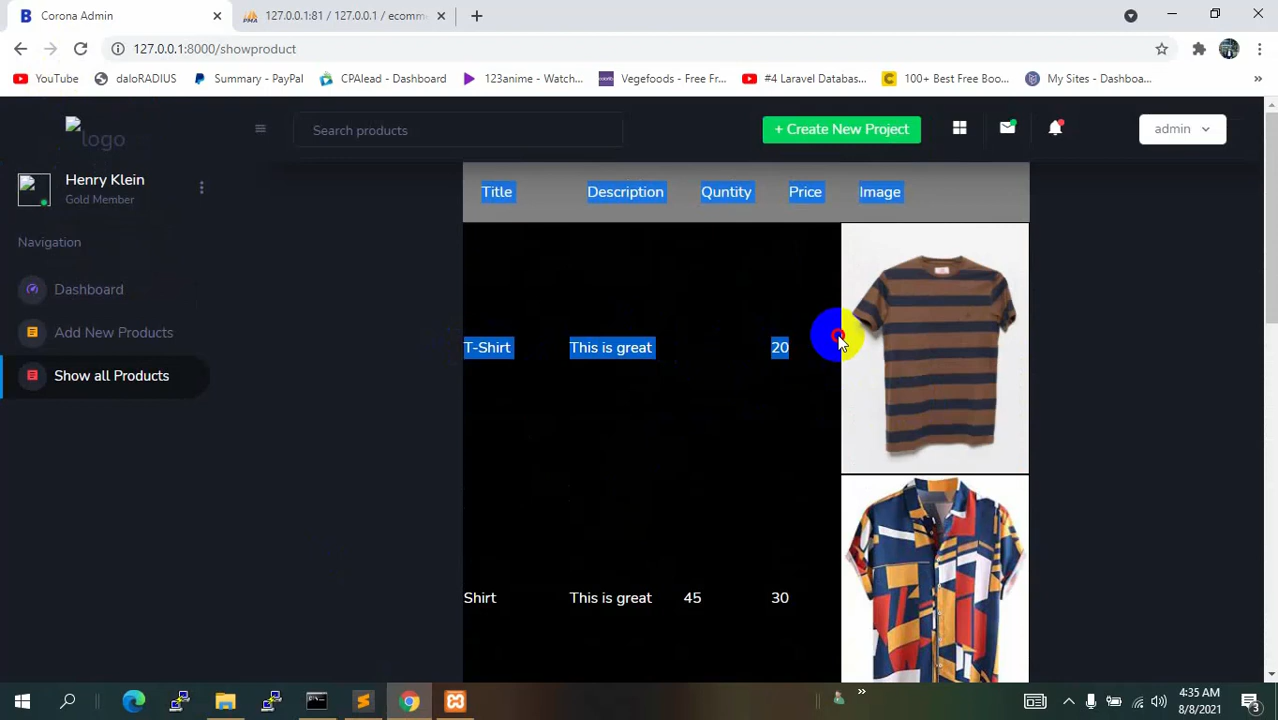 Corona Admin
127.0.0.1:81 / 127.0.0.1 / ecomm
127.0.0.1:8000/showproduct
YouTube
daloRADIUS
Summary - PayPal
CPAlead - Dashboard
123anime - Watch...
Vegefoods - Free Fr...
#4 Laravel Databas...
100+ Best Free Boo...
My Sites - Dashboa...
»
logo
Search products
+ Create New Project
admin
Henry Klein
Gold Member
Navigation
Dashboard
Add New Products
Show all Products
Title Description Quntity Price Image
T-Shirt This is great 20
Shirt This is great 45 30
»
4:35 AM
8/8/2021
3